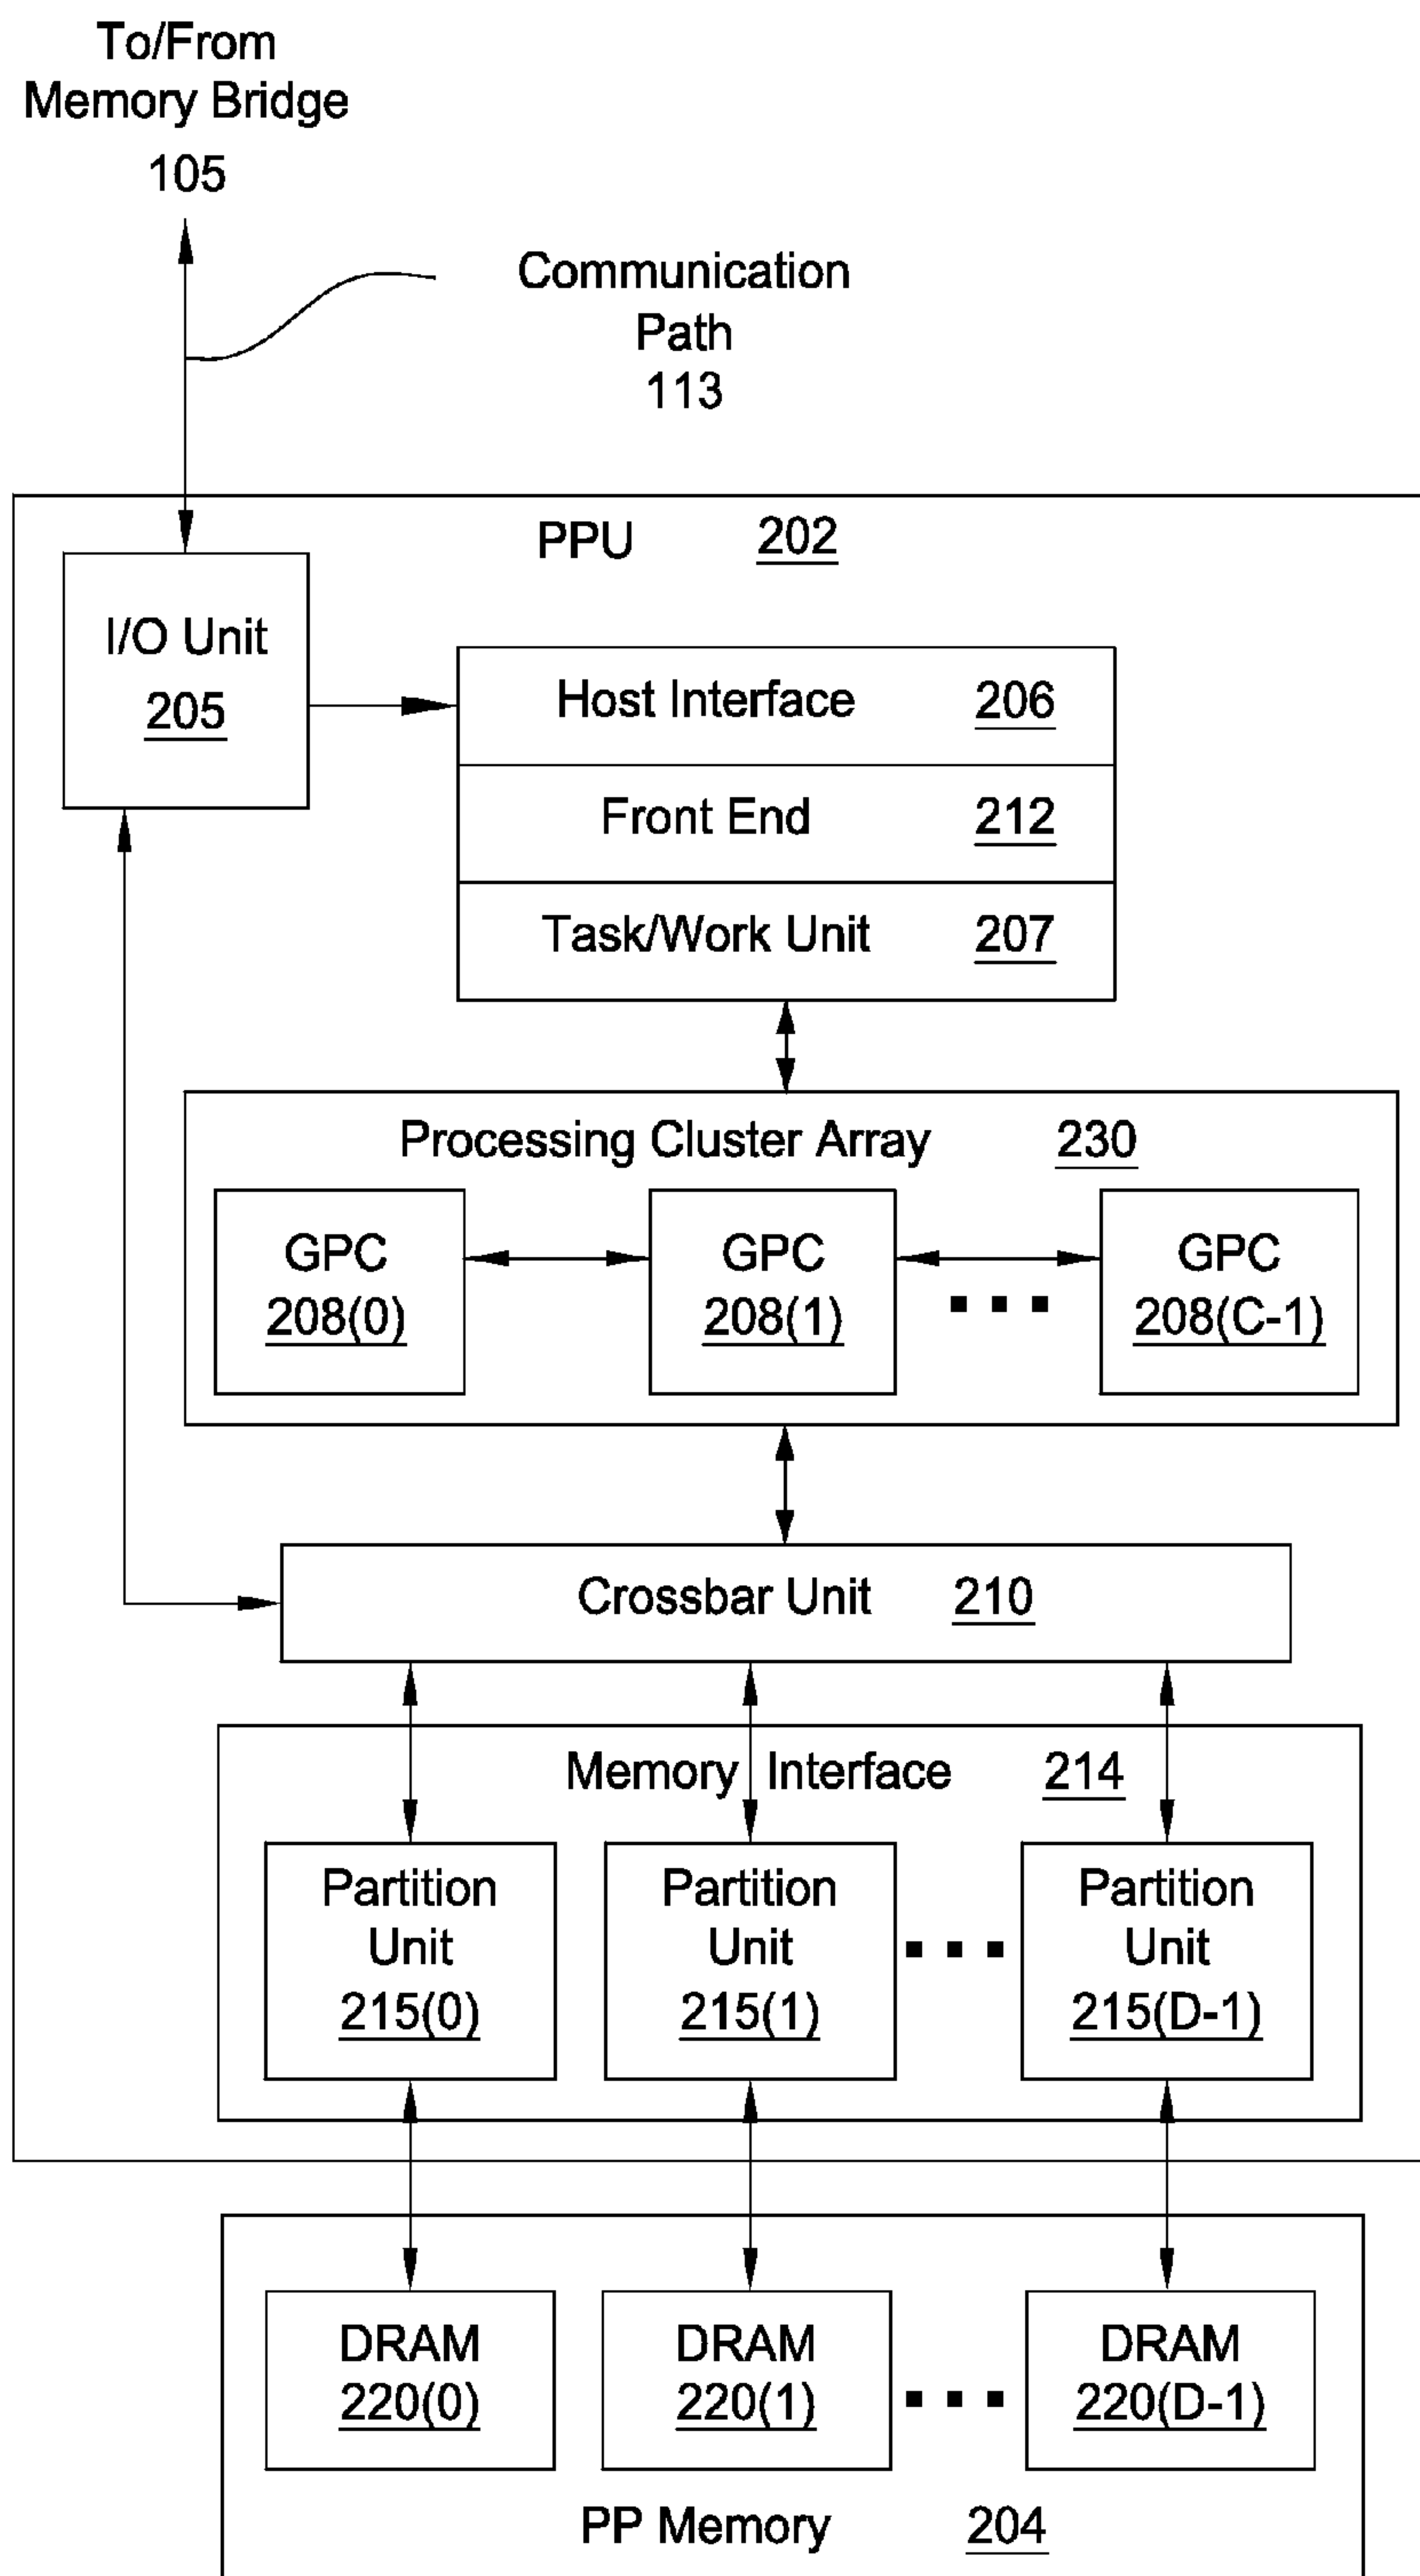 To/From
Memory Bridge
105
Communication
Path
113
PPU 202
I/O Unit
205
Host Interface 206
Front End 212
Task/Work Unit 207
Processing Cluster Array 230
GPC
208(0)
GPC
208(1)
GPC
208(C-1)
Crossbar Unit 210
Memory Interface 214
Partition
Unit
215(0)
Partition
Unit
215(1)
Partition
Unit
215(D-1)
DRAM
220(0)
DRAM
220(1)
DRAM
220(D-1)
PP Memory 204